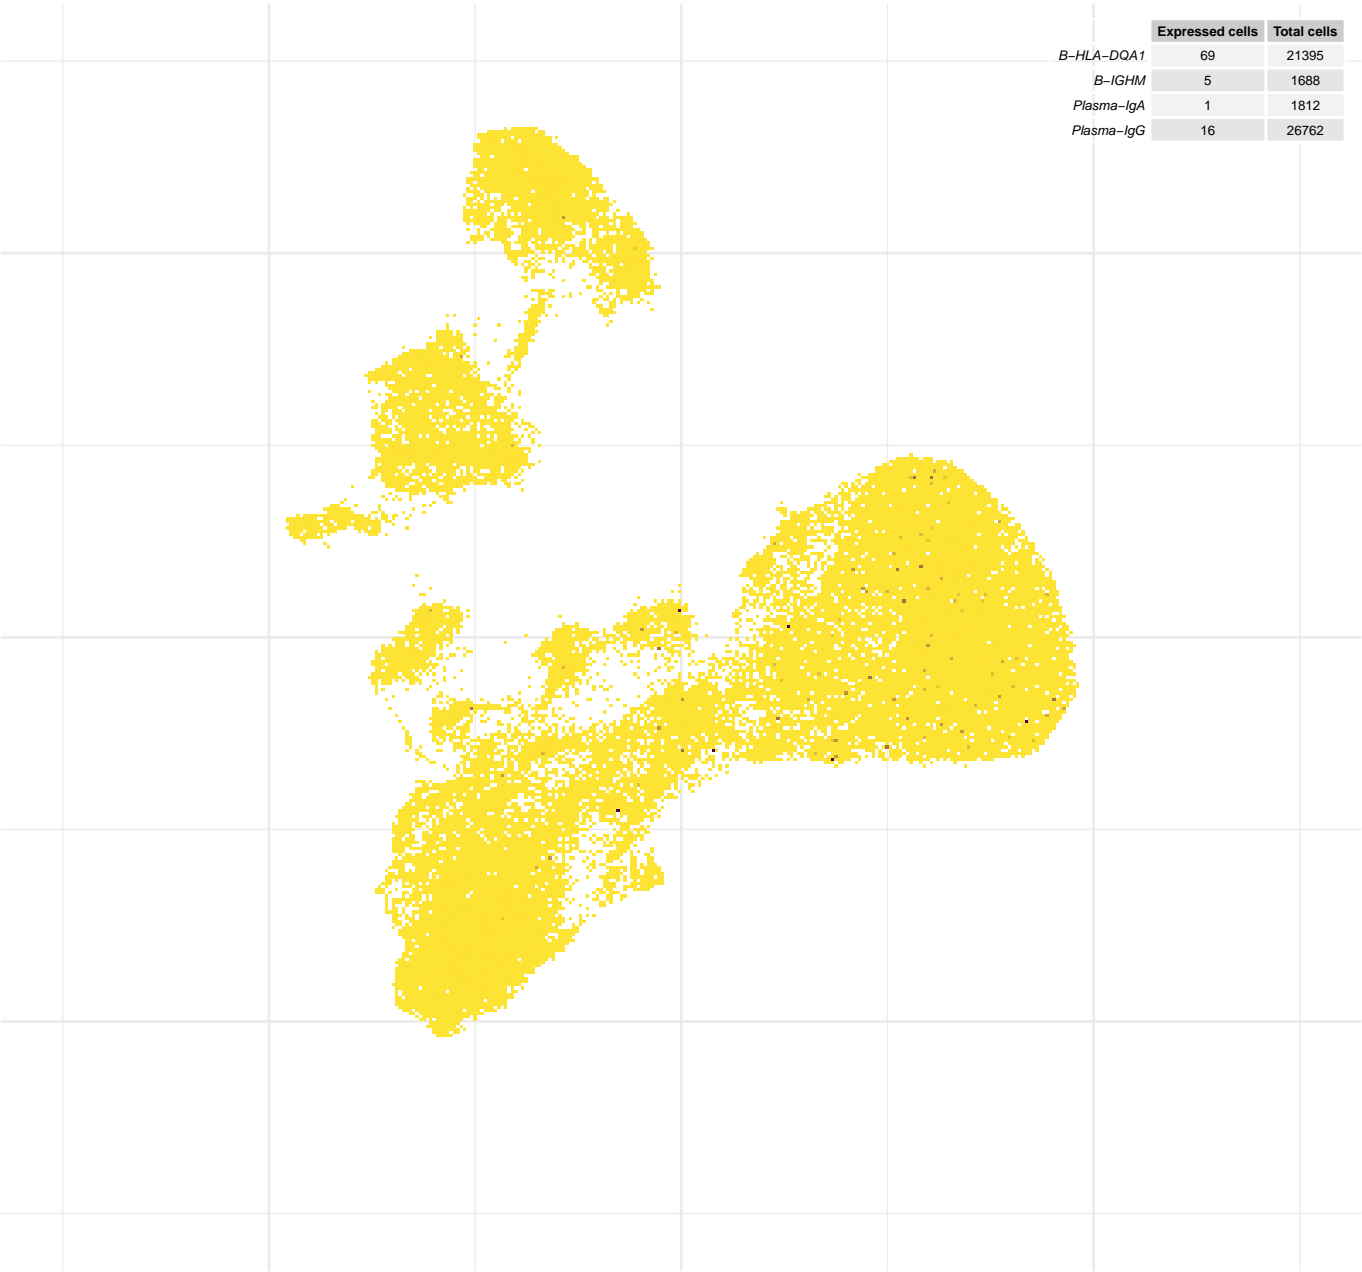 Expressed cells Total cells
B−HLA−DQA1 69 21395
B−IGHM 5 1688
Plasma−IgA 1 1812
Plasma−IgG 16 26762